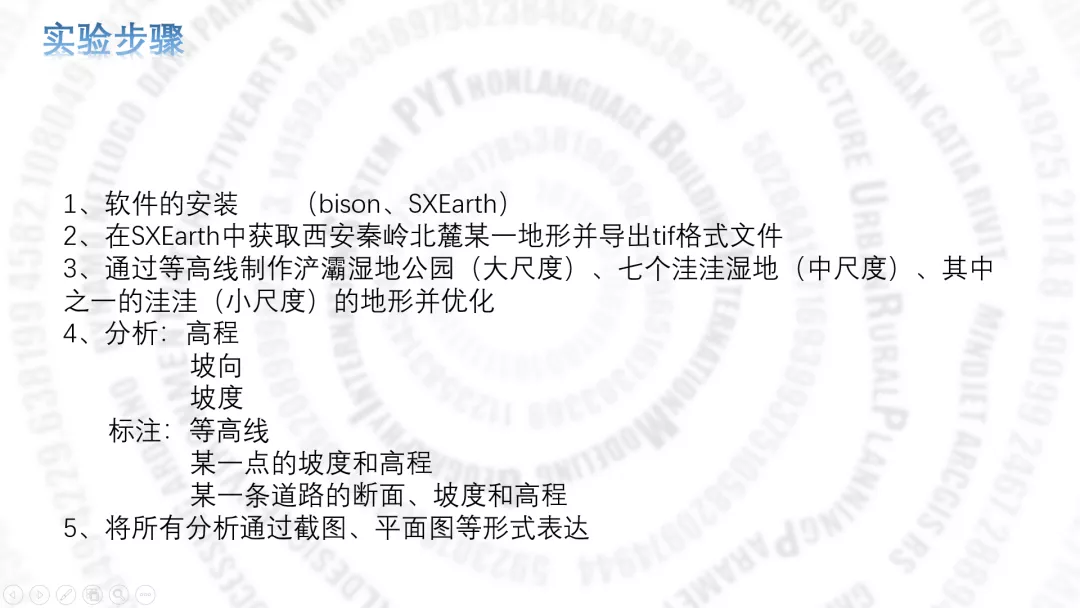 实验步骤
1、软件的安装 （bison、SXEarth）
2、在SXEarth中获取西安秦岭北麓某一地形并导出tif格式文件
3、通过等高线制作浐灞湿地公园（大尺度）、七个洼洼湿地（中尺度）、其中
之一的洼洼（小尺度）的地形并优化
4、分析：高程
坡向
坡度
标注：等高线
某一点的坡度和高程
某一条道路的断面、坡度和高程
5、将所有分析通过截图、平面图等形式表达